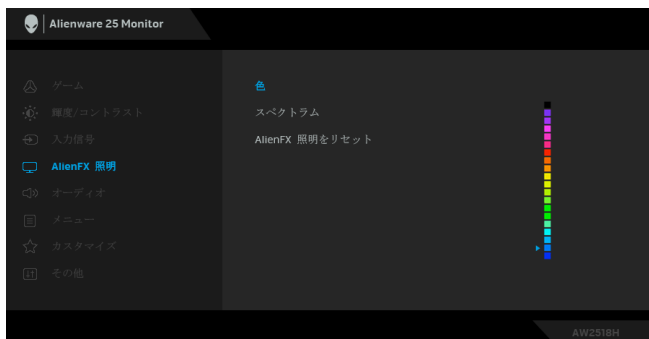 Alienware 25 Monitor
ゲーム
輝度/コントラスト
入力信号
AlienFX 照明
オーディオ
メニュー
カスタマイズ
その他
色
スペクトラム
AlienFX 照明をリセット
AW2518H